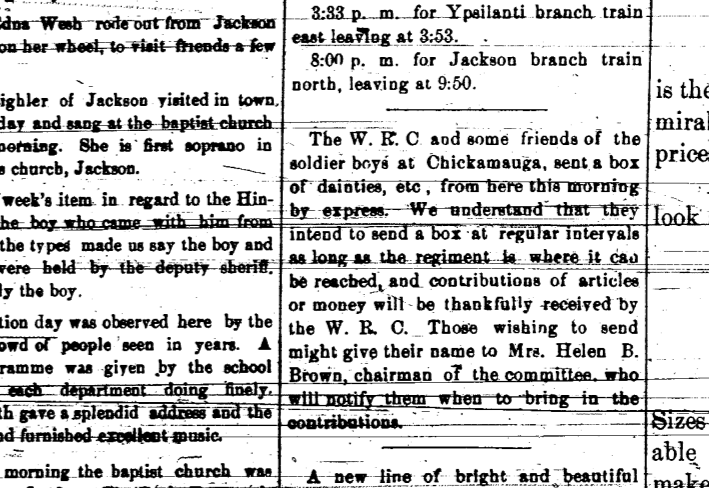 Edna Wesh rode out from Jackson
on her wheel, to visit friends a few
ighler of Jackson visited in town,
day and sang at the baptist church
morning. She is first soprano in
s church, Jackson.
week's item in regard to the Hin-
he boy who came with him from
the types made us say the boy and
were held by the deputy sheriff,
ly the boy.
tion day was observed here by the
owd of people seen in years. A
ramme was given by the school
each department doing finely.
th gave a splendid address and the
nd furnished excellent music.
morning the baptist church was
3:33 p. m. for Ypsilanti branch train
east leaving at 3:53.
8:00 p. m. for Jackson branch train
north, leaving at 9:50.
The W. R. C and some friends of the
soldier boys at Chickamauga, sent a box
of dainties, etc, from here this morning
by express. We understand that they
intend to send a box at regular intervals
as long as the regiment is where it can
be reached, and contributions of articles
or money will be thankfully received by
the W. R. C. Those wishing to send
might give their name to Mrs. Helen B.
Brown, chairman of the committee, who
will notify them when to bring in the
contributions.
A new line of bright and beautiful
is the
miral
price
look
Sizes
able
make